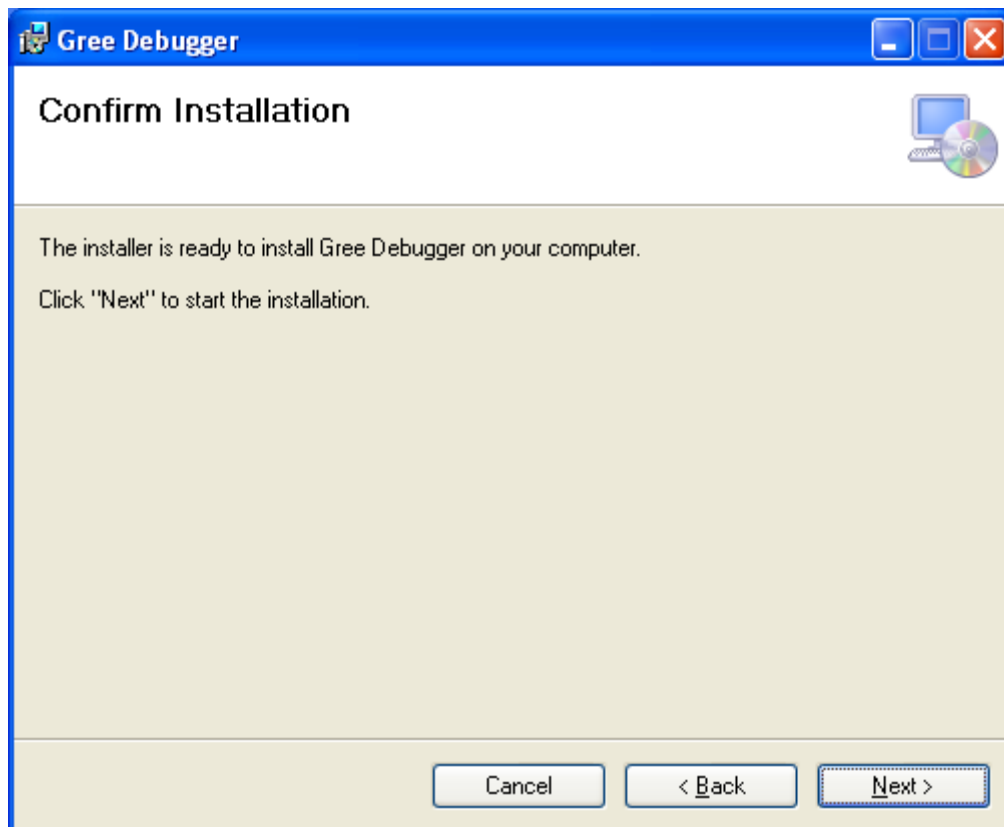 Gree Debugger
Confirm Installation
The installer is ready to install Gree Debugger on your computer.
Click "Next" to start the installation.
Cancel < Back Next >